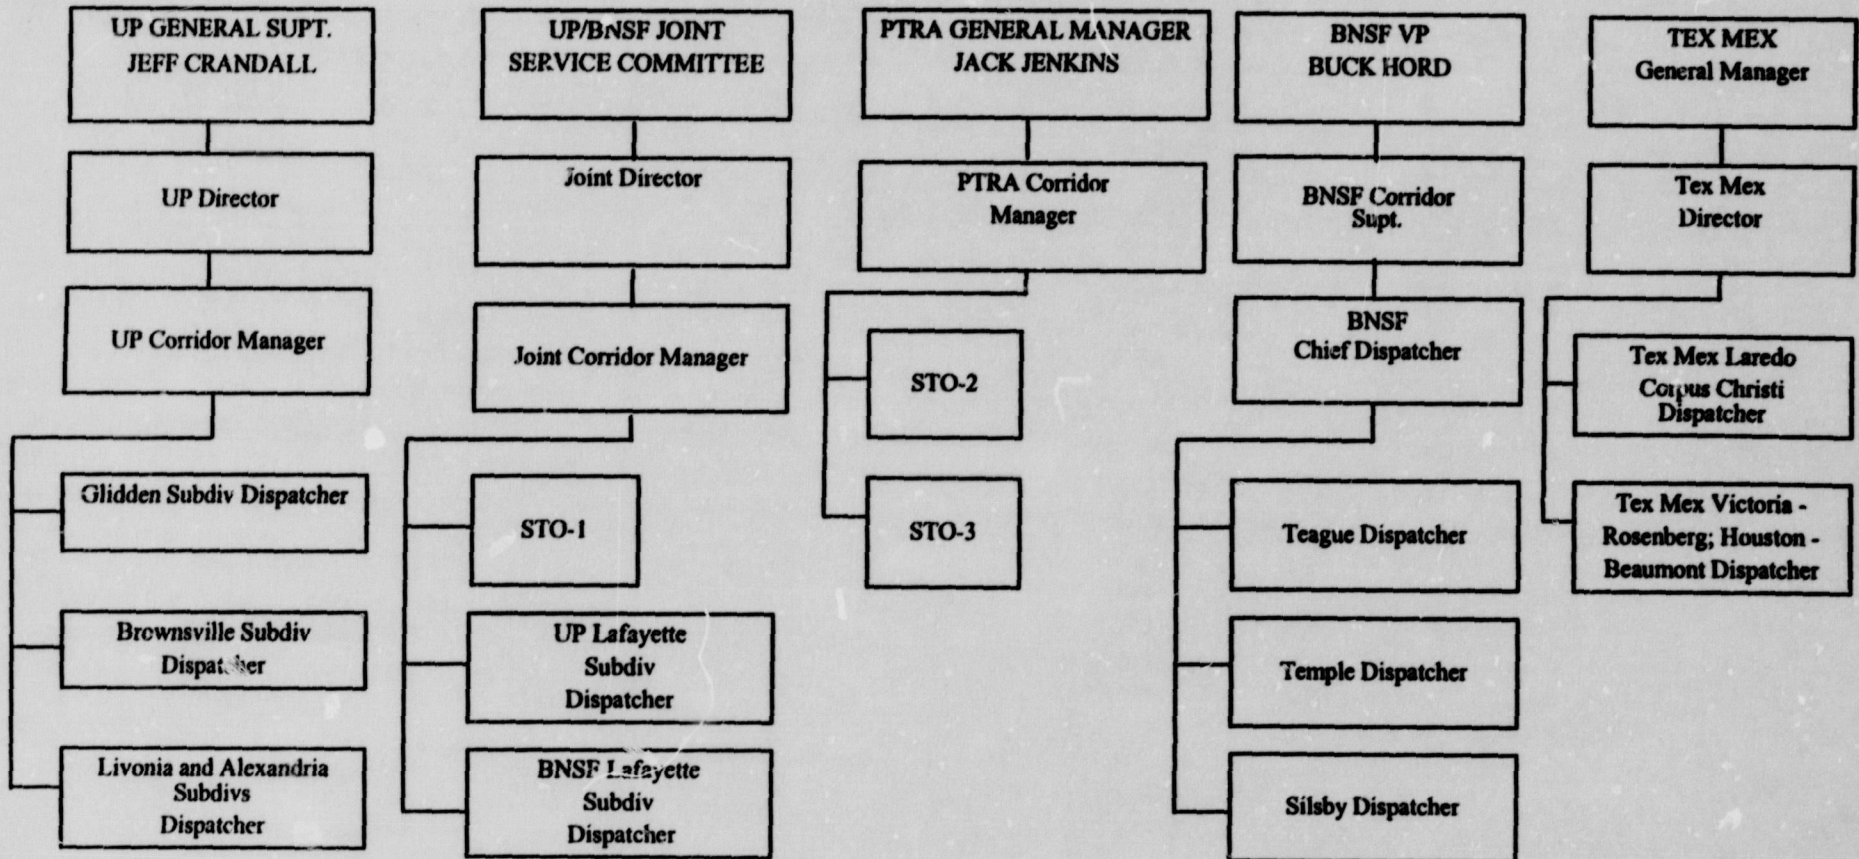 UP GENERAL SUPT.
JEFF CRANDALL
UP Director
UP Corridor Manager
Glidden Subdiv Dispatcher
Brownsville Subdiv
Dispatcher
Livonia and Alexandria
Subdivs
Dispatcher
UP/BNSF JOINT
SERVICE COMMITTEE
Joint Director
Joint Corridor Manager
STO-1
UP Lafayette
Subdiv
Dispatcher
BNSF Lafayette
Subdiv
Dispatcher
PTRA GENERAL MANAGER
JACK JENKINS
PTRA Corridor
Manager
STO-2
STO-3
BNSF VP
BUCK HORD
BNSF Corridor
Supt.
BNSF
Chief Dispatcher
Teague Dispatcher
Temple Dispatcher
Silsby Dispatcher
TEX MEX
General Manager
Tex Mex
Director
Tex Mex Laredo
Corpus Christi
Dispatcher
Tex Mex Victoria -
Rosenberg; Houston -
Beaumont Dispatcher